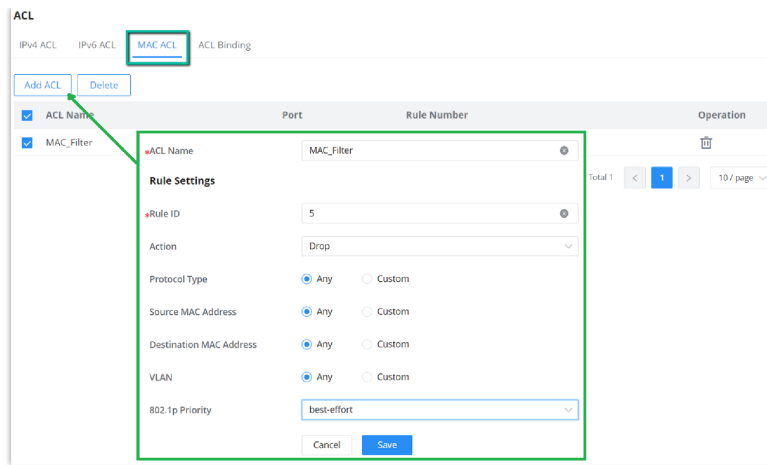 ACL
IPv4 ACL IPv6 ACL MAC ACL ACL Binding
Add ACL Delete
ACL Name Port Rule Number Operation
MAC_Filter
*ACL Name MAC_Filter
Total 1 < 1 > 10 / page
Rule Settings
*Rule ID 5
Action Drop
Protocol Type Any Custom
Source MAC Address Any Custom
Destination MAC Address Any Custom
VLAN Any Custom
802.1p Priority best-effort
Cancel Save